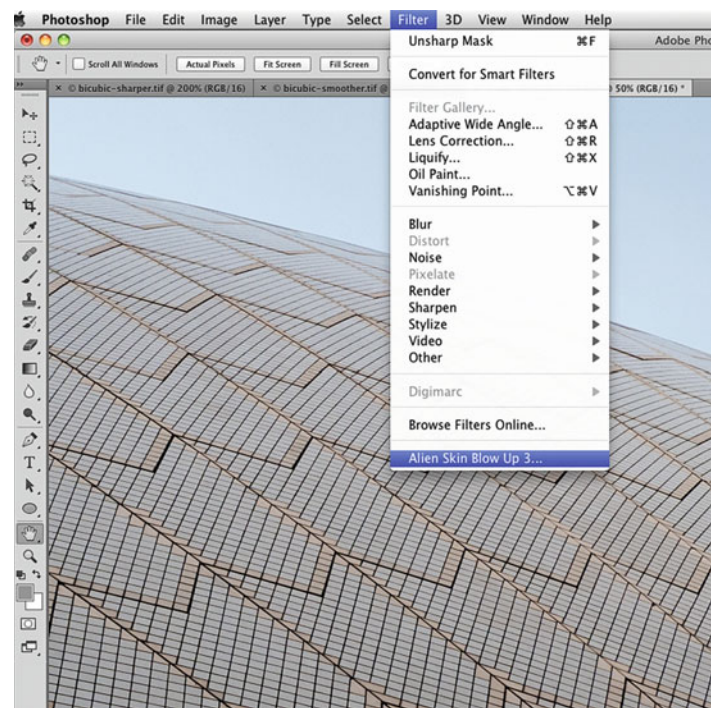 Photoshop File Edit Image Layer Type Select Filter 3D View Window Help
Adobe Pho
Scroll All Windows Actual Pixels Fit Screen Fill Screen
× © bicubic-sharper.tif @ 200% (RGB/16) × © bicubic-smoother.tif @ 50% (RGB/16) *
Unsharp Mask ⌘F
Convert for Smart Filters
Filter Gallery...
Adaptive Wide Angle... ⇧⌘A
Lens Correction... ⇧⌘R
Liquify... ⇧⌘X
Oil Paint...
Vanishing Point... ⌥⌘V
Blur
Distort
Noise
Pixelate
Render
Sharpen
Stylize
Video
Other
Digimarc
Browse Filters Online...
Alien Skin Blow Up 3...